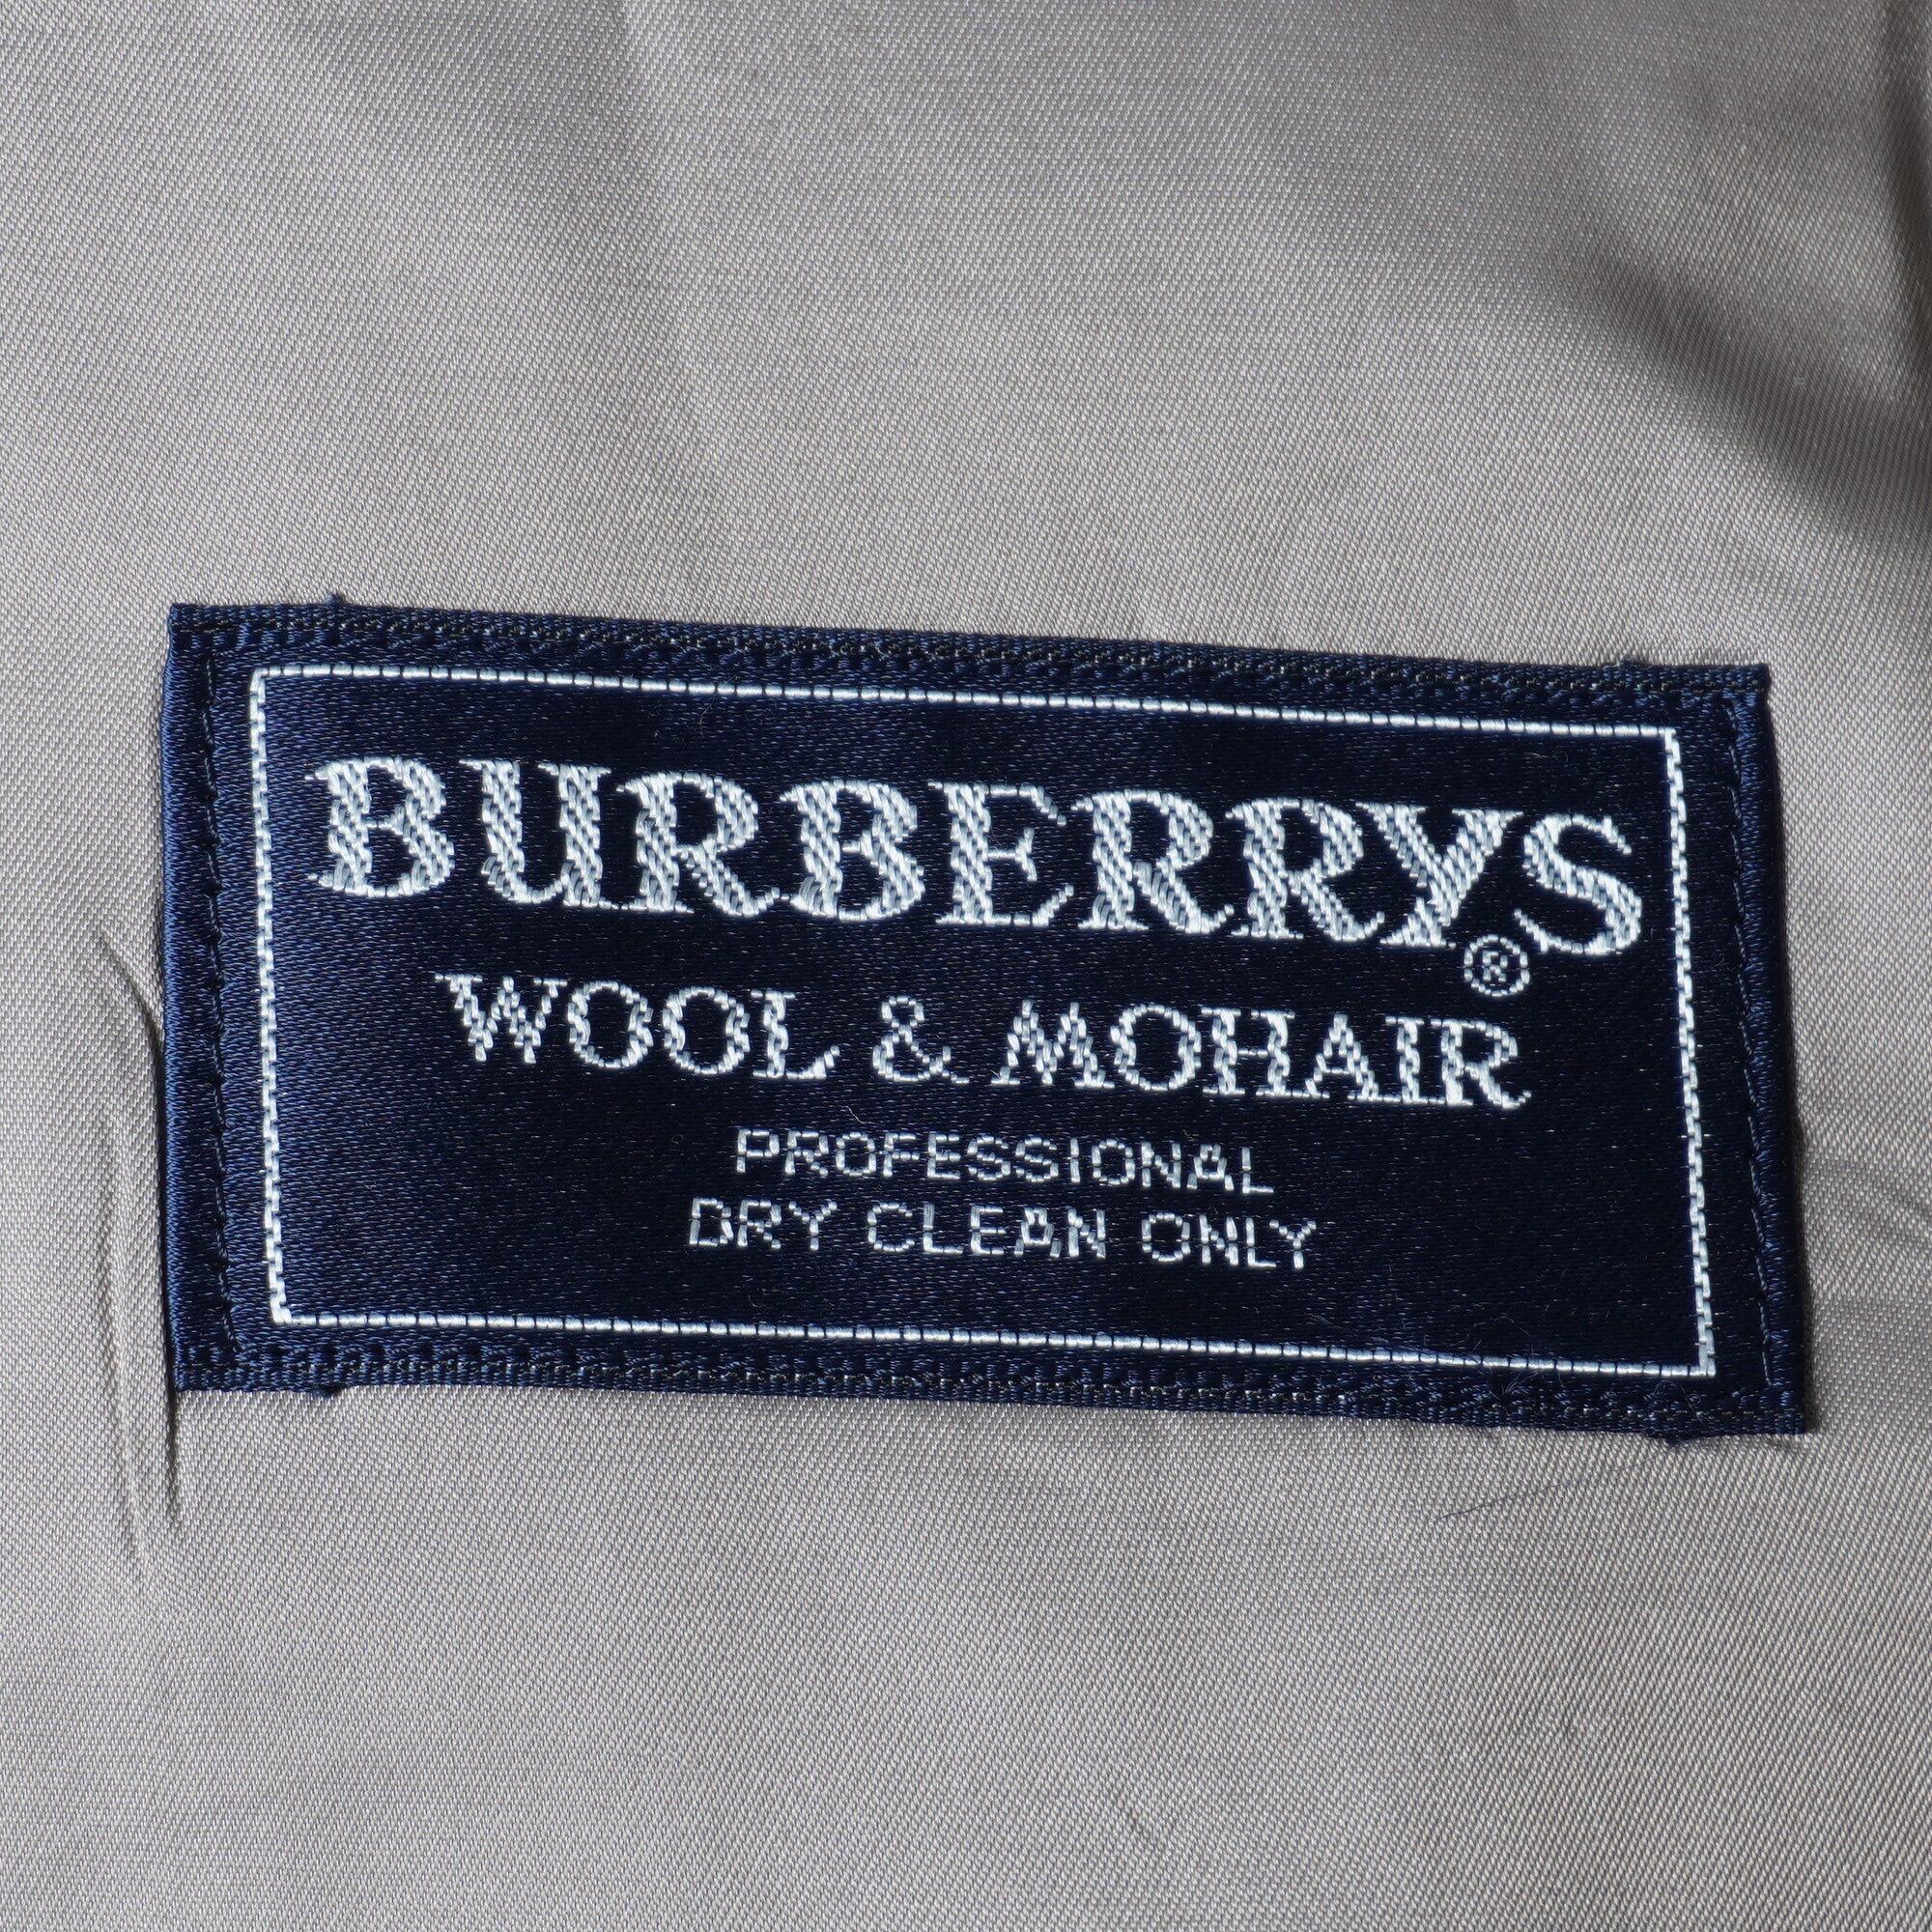 BURBERRYS®
WOOL & MOHAIR
PROFESSIONAL
DRY CLEAN ONLY